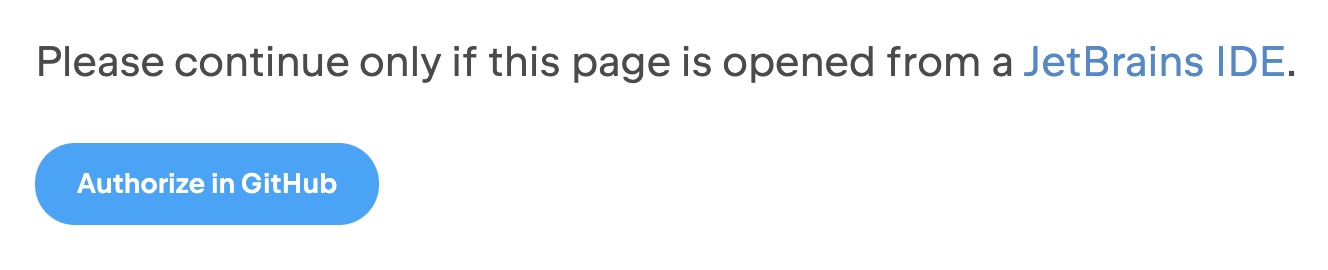 Please continue only if this page is opened from a JetBrains IDE.
Authorize in GitHub